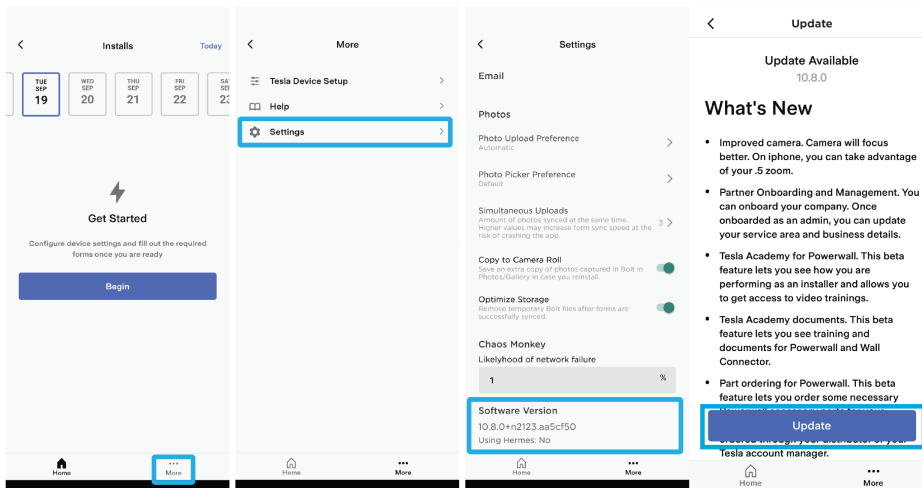 Installs
Today
TUE
SEP
19
WED
SEP
20
THU
SEP
21
FRI
SEP
22
Get Started
Configure device settings and fill out the required
forms once you are ready
Begin
Home
More
More
Tesla Device Setup
Help
Settings
Home
More
Settings
Email
Photos
Photo Upload Preference
Automatic
Photo Picker Preference
Default
Simultaneous Uploads
Amount of photos synced at the same time.
Higher values may increase form sync speed at the
risk of crashing the app.
3
Copy to Camera Roll
Save an extra copy of photos captured in Bolt in
Photos/Gallery in case you reinstall.
Optimize Storage
Remove temporary Bolt files after forms are
successfully synced.
Chaos Monkey
Likelyhood of network failure
1 %
Software Version
10.8.0+n2123.aa5cf50
Using Hermes: No
Home
More
Update
Update Available
10.8.0
What's New
• Improved camera. Camera will focus
better. On iphone, you can take advantage
of your .5 zoom.
• Partner Onboarding and Management. You
can onboard your company. Once
onboarded as an admin, you can update
your service area and business details.
• Tesla Academy for Powerwall. This beta
feature lets you see how you are
performing as an installer and allows you
to get access to video trainings.
• Tesla Academy documents. This beta
feature lets you see training and
documents for Powerwall and Wall
Connector.
• Part ordering for Powerwall. This beta
feature lets you order some necessary
Update
Tesla account manager.
Home
More